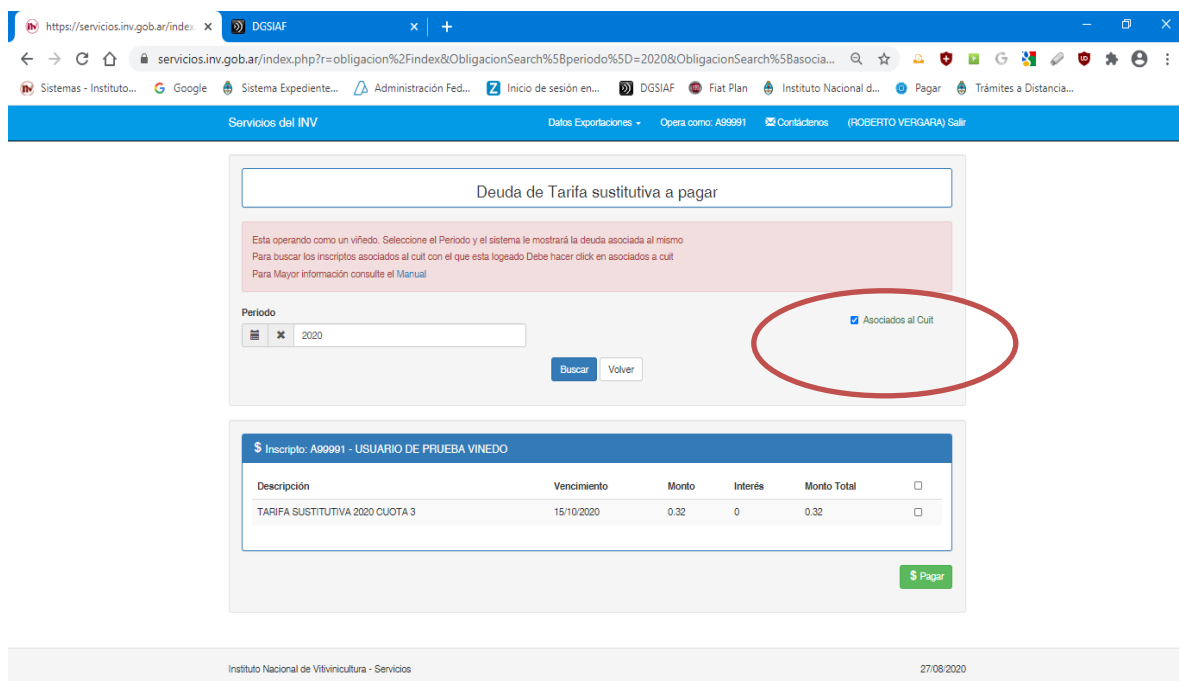 https://servicios.inv.gob.ar/index
DGSIAF
servicios.inv.gob.ar/index.php?r=obligacion%2Findex&ObligacionSearch%5Bperiodo%5D=2020&ObligacionSearch%5Basocia...
Sistemas - Instituto... Google Sistema Expediente... Administración Fed... Inicio de sesión en... DGSIAF Fiat Plan Instituto Nacional d... Pagar Trámites a Distancia...
Servicios del INV Datos Exportaciones Opera como: A99991 Contáctenos (ROBERTO VERGARA) Salir
Deuda de Tarifa sustitutiva a pagar
Esta operando como un viñedo. Seleccione el Periodo y el sistema le mostrará la deuda asociada al mismo
Para buscar los inscriptos asociados al cuit con el que esta logeado Debe hacer click en asociados a cuit
Para Mayor información consulte el Manual
Periodo
Asociados al Cuit
2020
Buscar Volver
$ Inscripto: A99991 - USUARIO DE PRUEBA VINEDO
Descripción Vencimiento Monto Interés Monto Total
TARIFA SUSTITUTIVA 2020 CUOTA 3 15/10/2020 0.32 0 0.32
$ Pagar
Instituto Nacional de Vitivinicultura - Servicios 27/08/2020